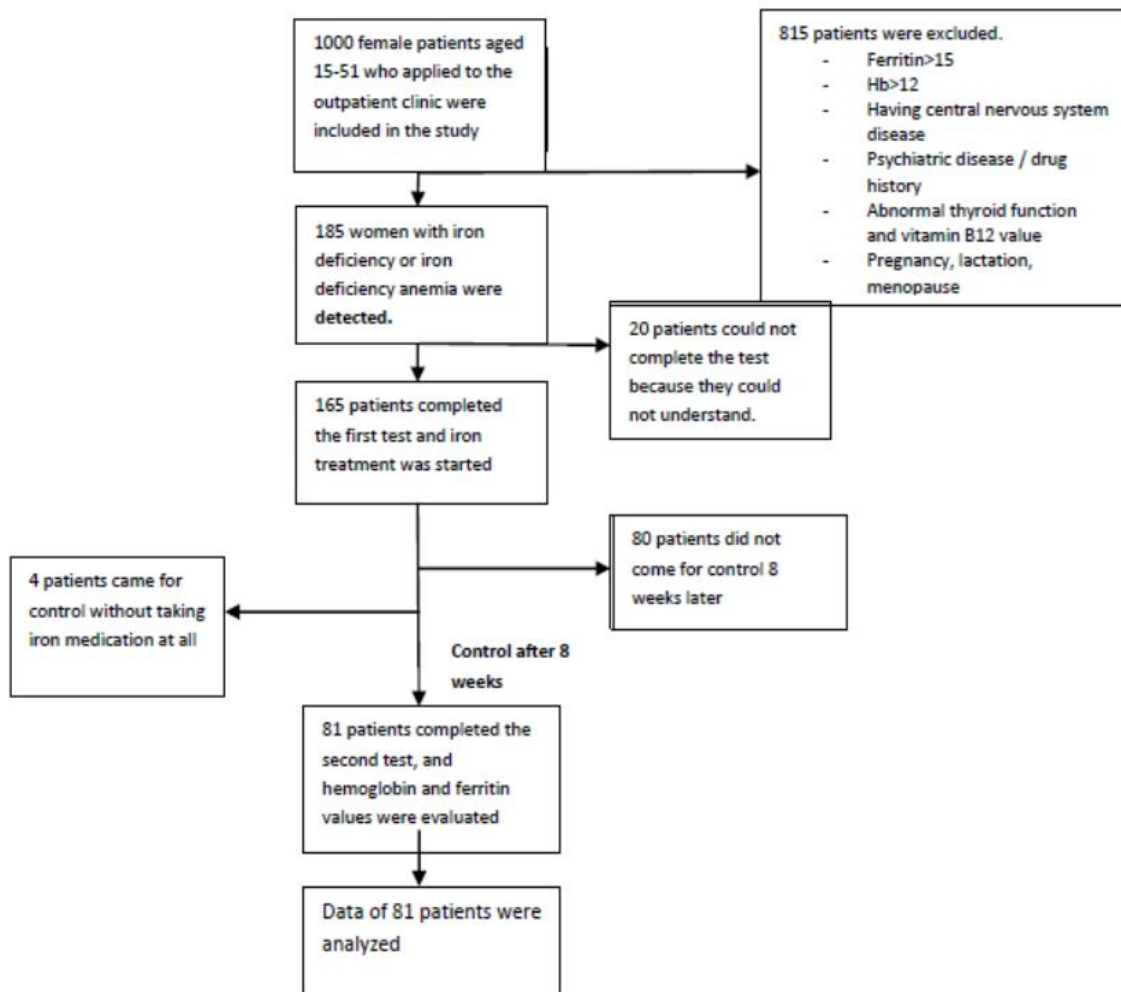 1000 female patients aged
15-51 who applied to the
outpatient clinic were
included in the study
815 patients were excluded.
- Ferritin>15
- Hb>12
- Having central nervous system
disease
- Psychiatric disease / drug
history
- Abnormal thyroid function
and vitamin B12 value
- Pregnancy, lactation,
menopause
185 women with iron
deficiency or iron
deficiency anemia were
detected.
20 patients could not
complete the test
because they could
not understand.
165 patients completed
the first test and iron
treatment was started
80 patients did not
come for control 8
weeks later
4 patients came for
control without taking
iron medication at all
Control after 8
weeks
81 patients completed the
second test, and
hemoglobin and ferritin
values were evaluated
Data of 81 patients were
analyzed